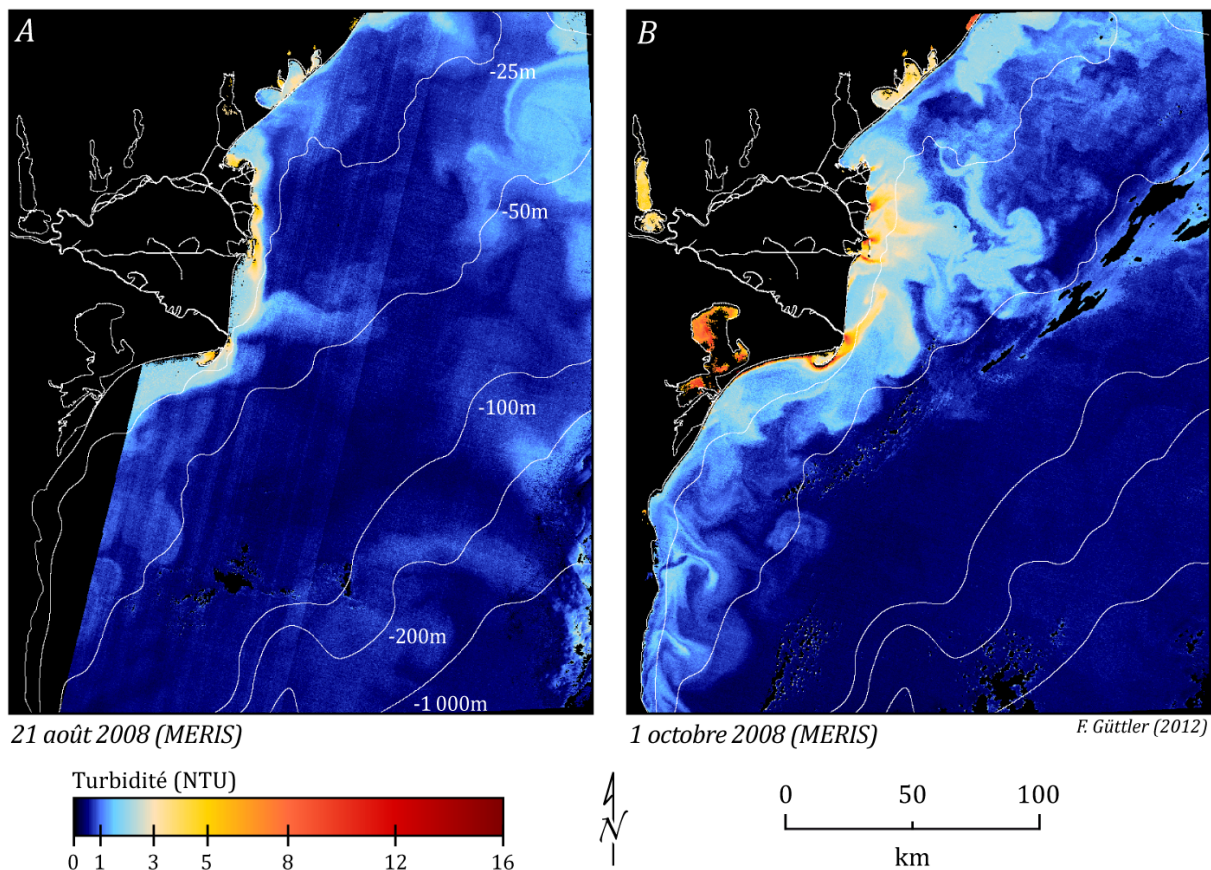 A
B
-25m
-50m
-100m
-200m
-1 000m
21 août 2008 (MERIS)
1 octobre 2008 (MERIS)
F. Güttler (2012)
Turbidité (NTU)
0 1 3 5 8 12 16
N
0 50 100
km